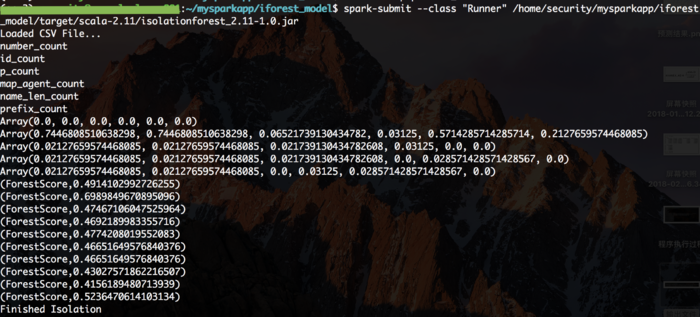 :~/mysparkapp/iforest_model$ spark-submit --class "Runner" /home/security/mysparkapp/iforest
_model/target/scala-2.11/isolationforest_2.11-1.0.jar
Loaded CSV File...
number_count
id_count
p_count
map_agent_count
name_len_count
prefix_count
Array(0.0, 0.0, 0.0, 0.0, 0.0, 0.0)
Array(0.7446808510638298, 0.7446808510638298, 0.06521739130434782, 0.03125, 0.5714285714285714, 0.2127659574468085)
Array(0.02127659574468085, 0.02127659574468085, 0.021739130434782608, 0.03125, 0.0, 0.0)
Array(0.02127659574468085, 0.02127659574468085, 0.021739130434782608, 0.0, 0.028571428571428567, 0.0)
Array(0.02127659574468085, 0.02127659574468085, 0.0, 0.03125, 0.028571428571428567, 0.0)
(ForestScore,0.4914102992726255)
(ForestScore,0.6989849670895096)
(ForestScore,0.47467106047525964)
(ForestScore,0.4692189983355716)
(ForestScore,0.4774208019552083)
(ForestScore,0.46651649576840376)
(ForestScore,0.46651649576840376)
(ForestScore,0.43027571862216507)
(ForestScore,0.4156189480713939)
(ForestScore,0.5236470614103134)
Finished Isolation